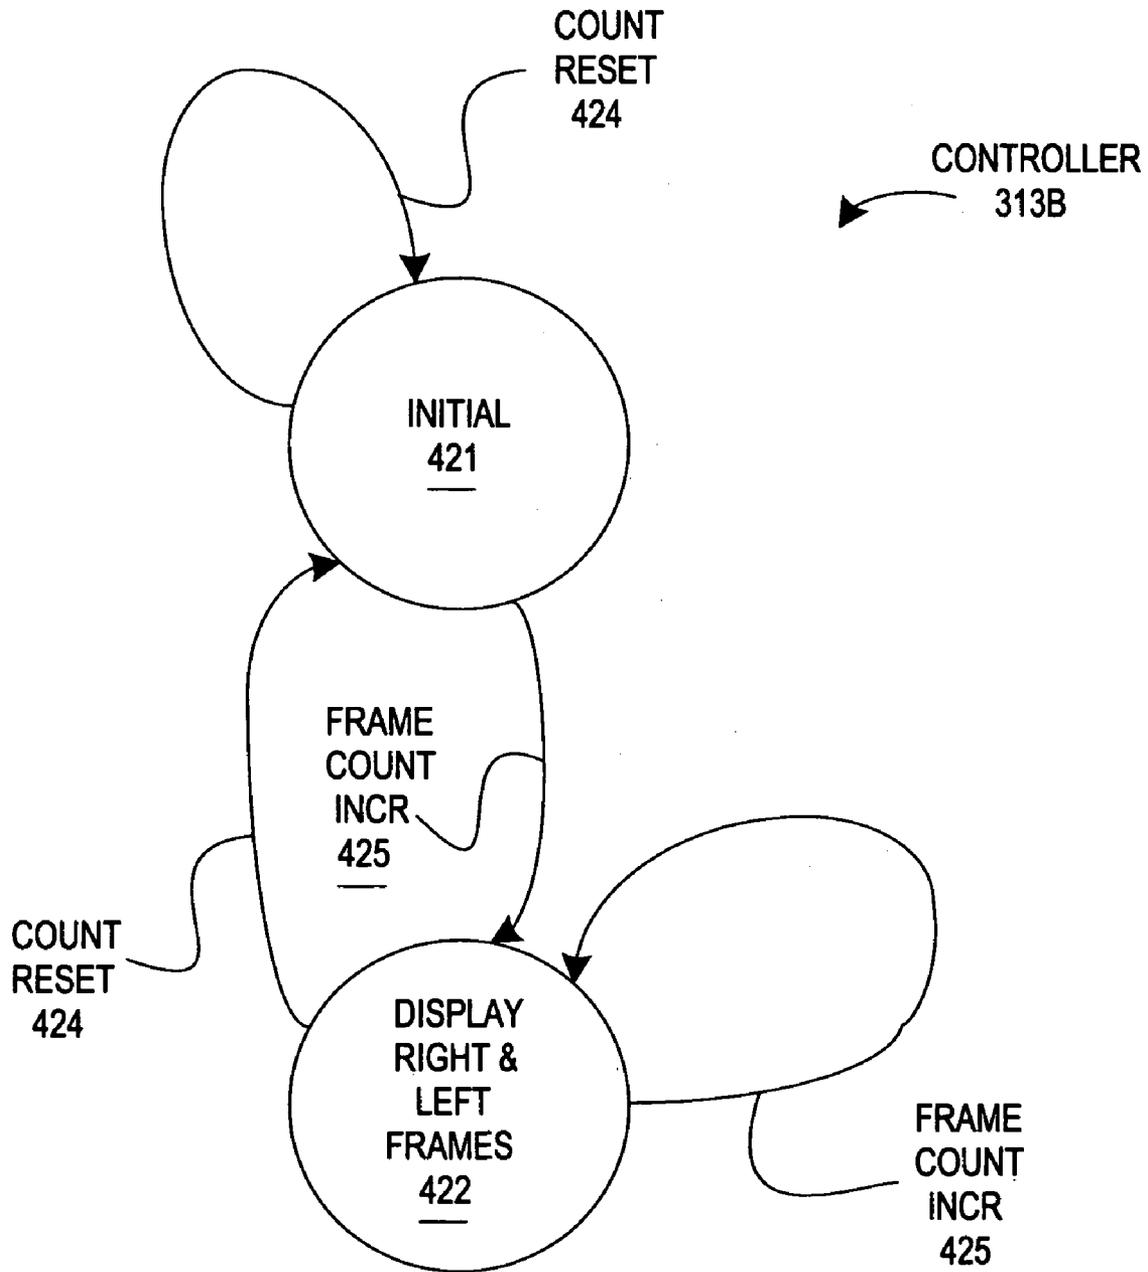 COUNT
RESET
424
CONTROLLER
313B
INITIAL
421
FRAME
COUNT
INCR
425
COUNT
RESET
424
DISPLAY
RIGHT &
LEFT
FRAMES
422
FRAME
COUNT
INCR
425